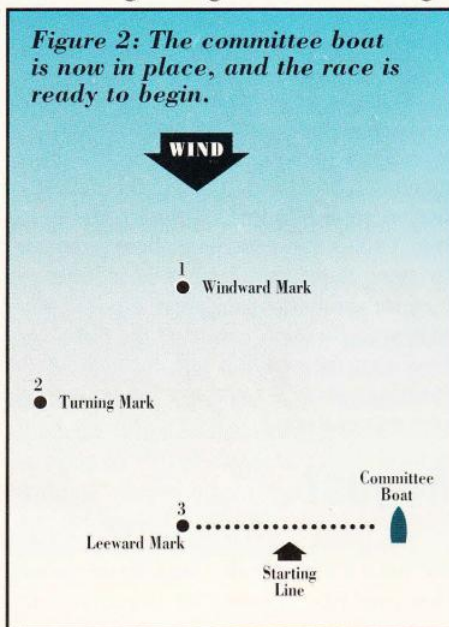 Figure 2: The committee boat
is now in place, and the race is
ready to begin.
WIND
1
Windward Mark
2
Turning Mark
Committee
Boat
3
Leeward Mark
Starting
Line